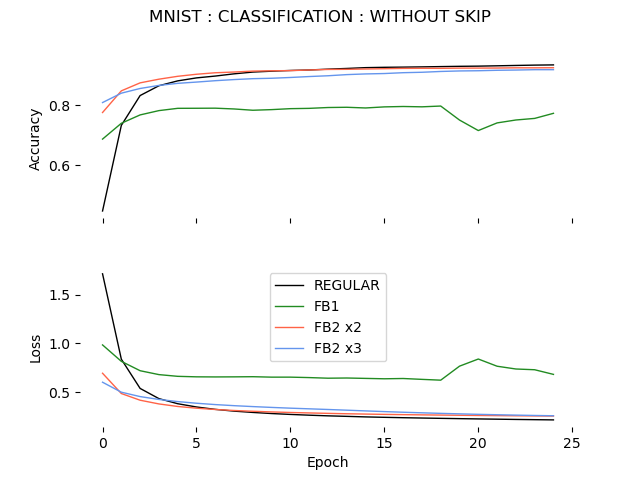 MNIST : CLASSIFICATION : WITHOUT SKIP
Accuracy
0.8
0.6
Loss
1.5
1.0
0.5
REGULAR
FB1
FB2 x2
FB2 x3
0 5 10 15 20 25
Epoch